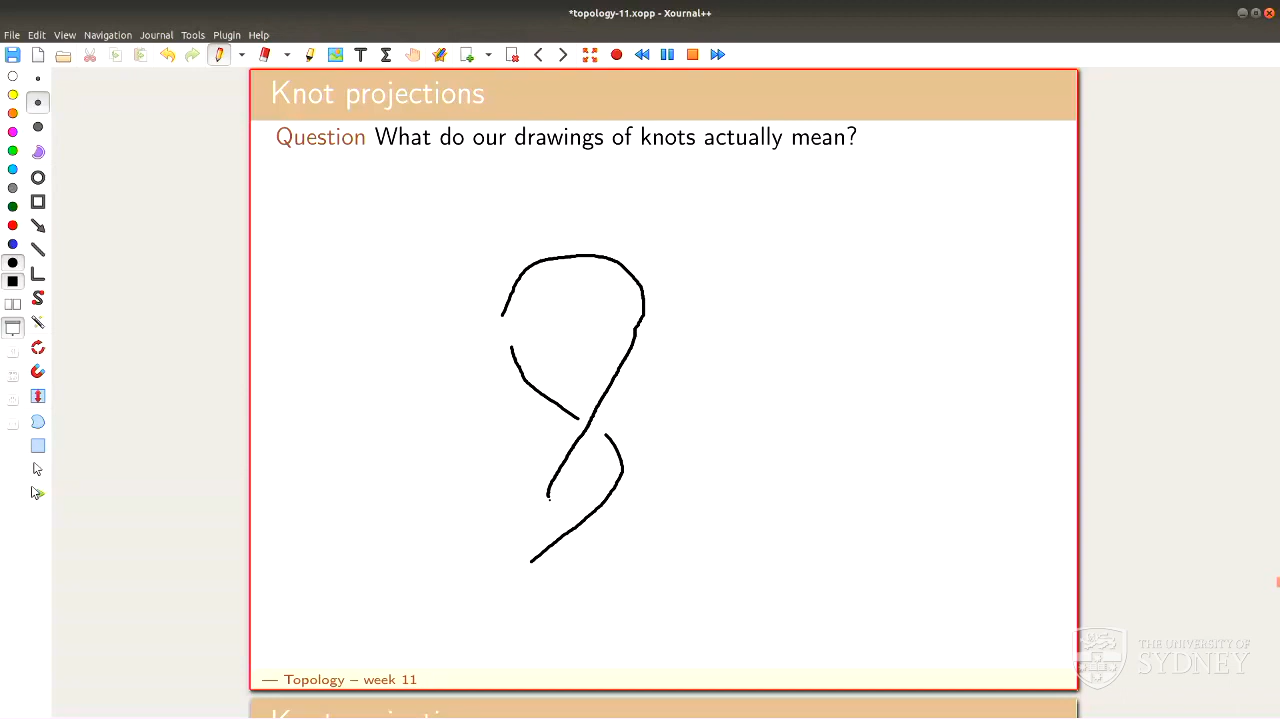 *topology-11.xopp - Xournal++
File Edit View Navigation Journal Tools Plugin Help
Knot projections
Question What do our drawings of knots actually mean?
— Topology – week 11
THE UNIVERSITY OF
SYDNEY